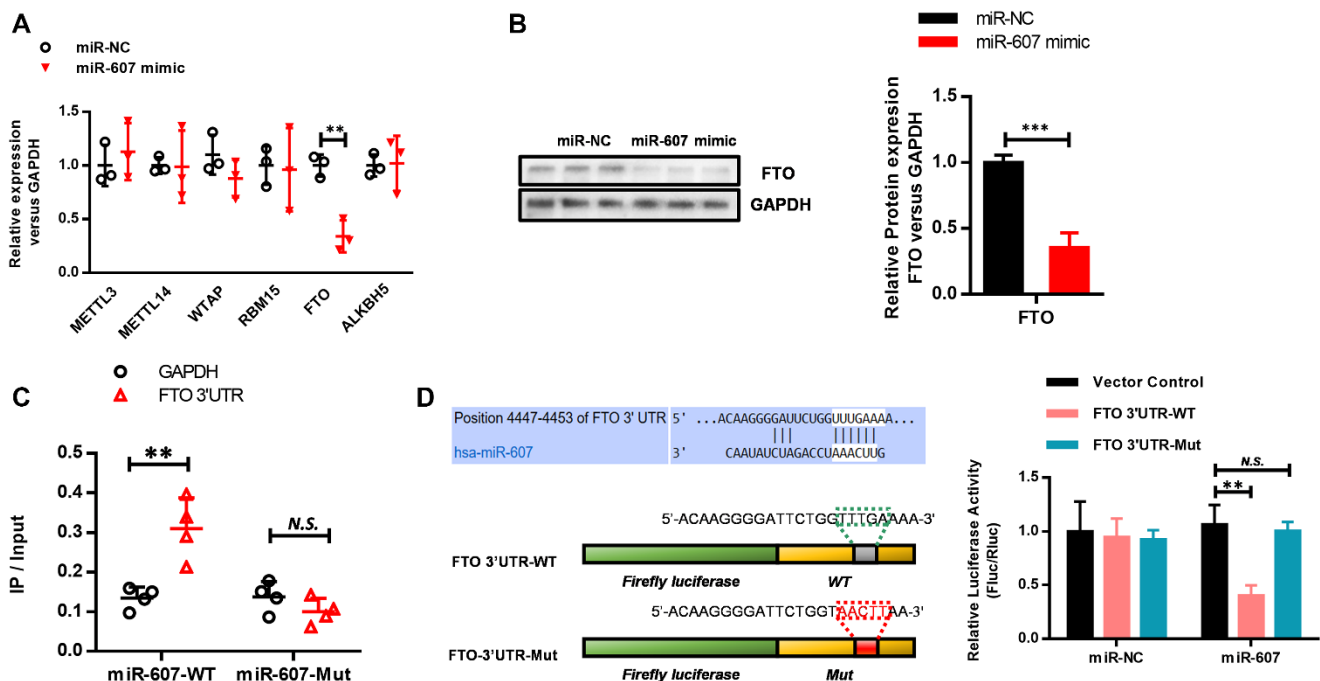 A
miR-NC
miR-607 mimic
Relative expression
versus GAPDH
1.5
1.0
0.5
0.0
**
METTL3
METTL14
WTAP
RBM15
FTO
ALKBH5
B
miR-NC
miR-607 mimic
miR-NC miR-607 mimic
FTO
GAPDH
Relative Protein expresion
FTO versus GAPDH
1.5
1.0
0.5
0.0
***
FTO
C
GAPDH
FTO 3'UTR
IP / Input
0.5
0.4
0.3
0.2
0.1
0.0
**
N.S.
miR-607-WT
miR-607-Mut
D
Position 4447-4453 of FTO 3' UTR 5' ...ACAAGGGGAUUCUGGUUUGAAAA...
hsa-miR-607 3' CAAUAUCUAGACCUAAACUUG
5'-ACAAGGGGATTCTGGTTTGAAAA-3'
FTO 3'UTR-WT
Firefly luciferase WT
5'-ACAAGGGGATTCTGGTAACTTAA-3'
FTO-3'UTR-Mut
Firefly luciferase Mut
Vector Control
FTO 3'UTR-WT
FTO 3'UTR-Mut
Relative Luciferase Activity
(Fluc/Rluc)
1.5
1.0
0.5
0.0
N.S.
**
miR-NC
miR-607